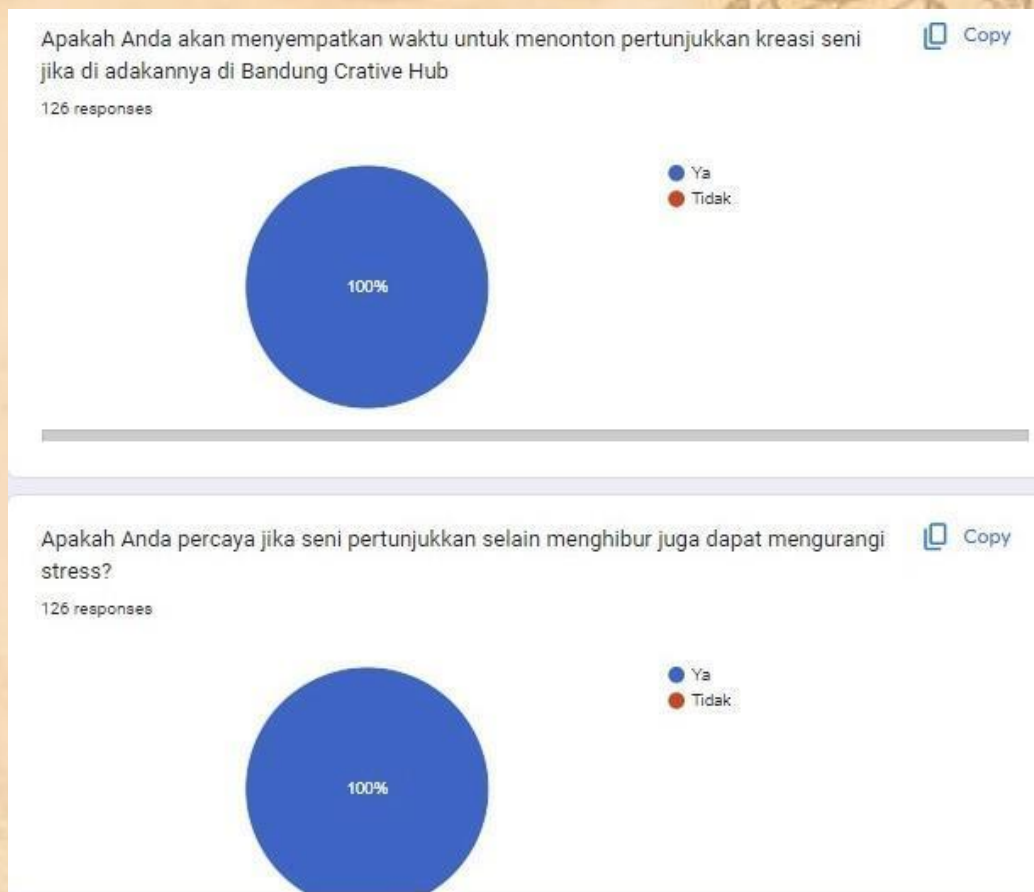 Apakah Anda akan menyempatkan waktu untuk menonton pertunjukkan kreasi seni
jika di adakannya di Bandung Crative Hub
Copy
126 responses
100%
Ya
Tidak
Apakah Anda percaya jika seni pertunjukkan selain menghibur juga dapat mengurangi
stress?
Copy
126 responses
100%
Ya
Tidak